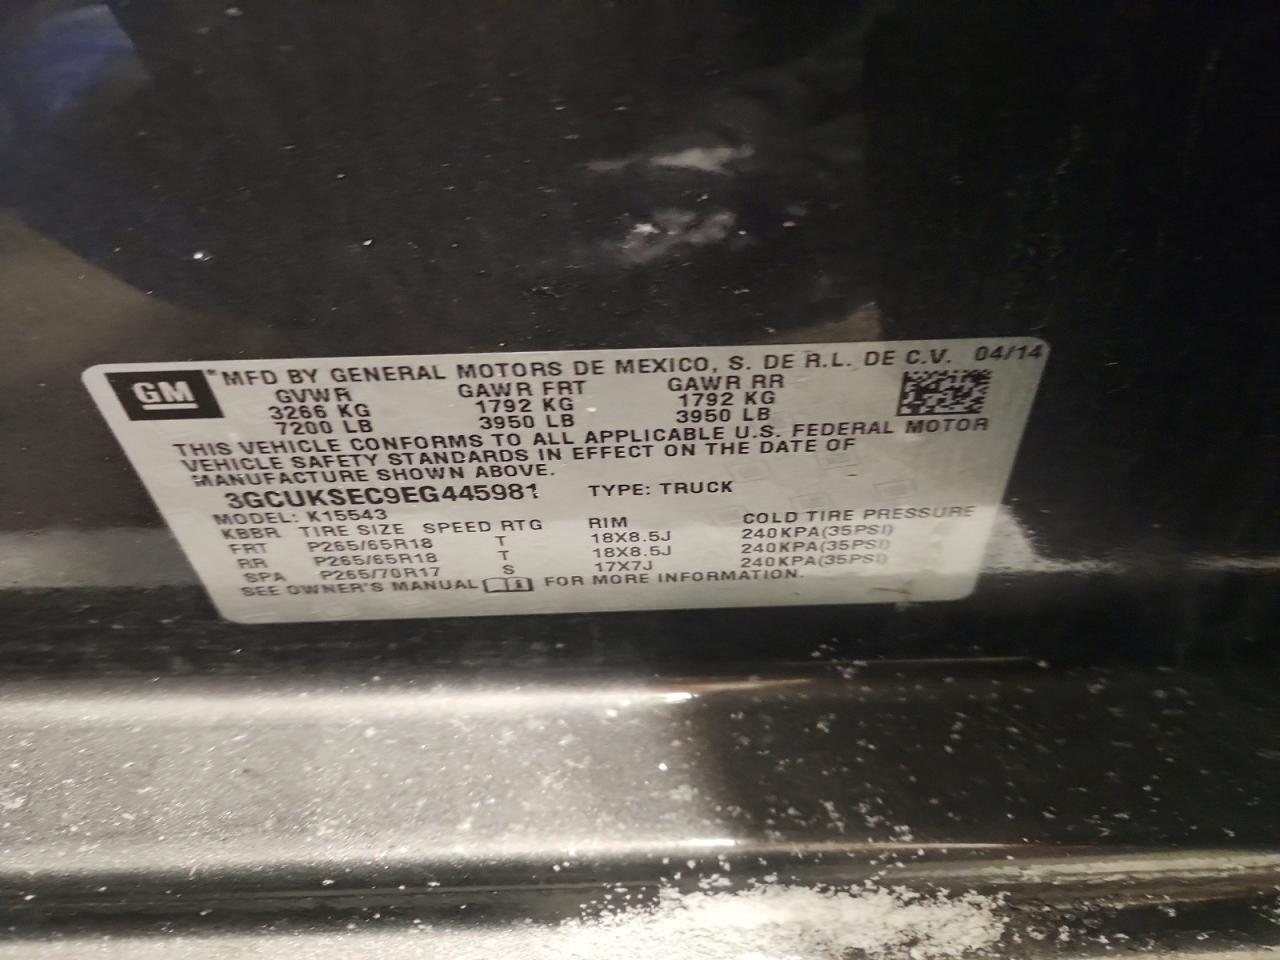 GM ®MFD BY GENERAL MOTORS DE MEXICO, S. DE R.L. DE C.V. 04/14
GVWR GAWR FRT GAWR RR
3266 KG 1792 KG 1792 KG
7200 LB 3950 LB 3950 LB
THIS VEHICLE CONFORMS TO ALL APPLICABLE U.S. FEDERAL MOTOR
VEHICLE SAFETY STANDARDS IN EFFECT ON THE DATE OF
MANUFACTURE SHOWN ABOVE.
3GCUKSEC9EG445981 TYPE: TRUCK
MODEL: K15543
KBBR TIRE SIZE SPEED RTG RIM COLD TIRE PRESSURE
FRT P265/65R18 T 18X8.5J 240KPA(35PSI)
RR P265/65R18 T 18X8.5J 240KPA(35PSI)
SPA P265/70R17 S 17X7J 240KPA(35PSI)
SEE OWNER'S MANUAL FOR MORE INFORMATION.